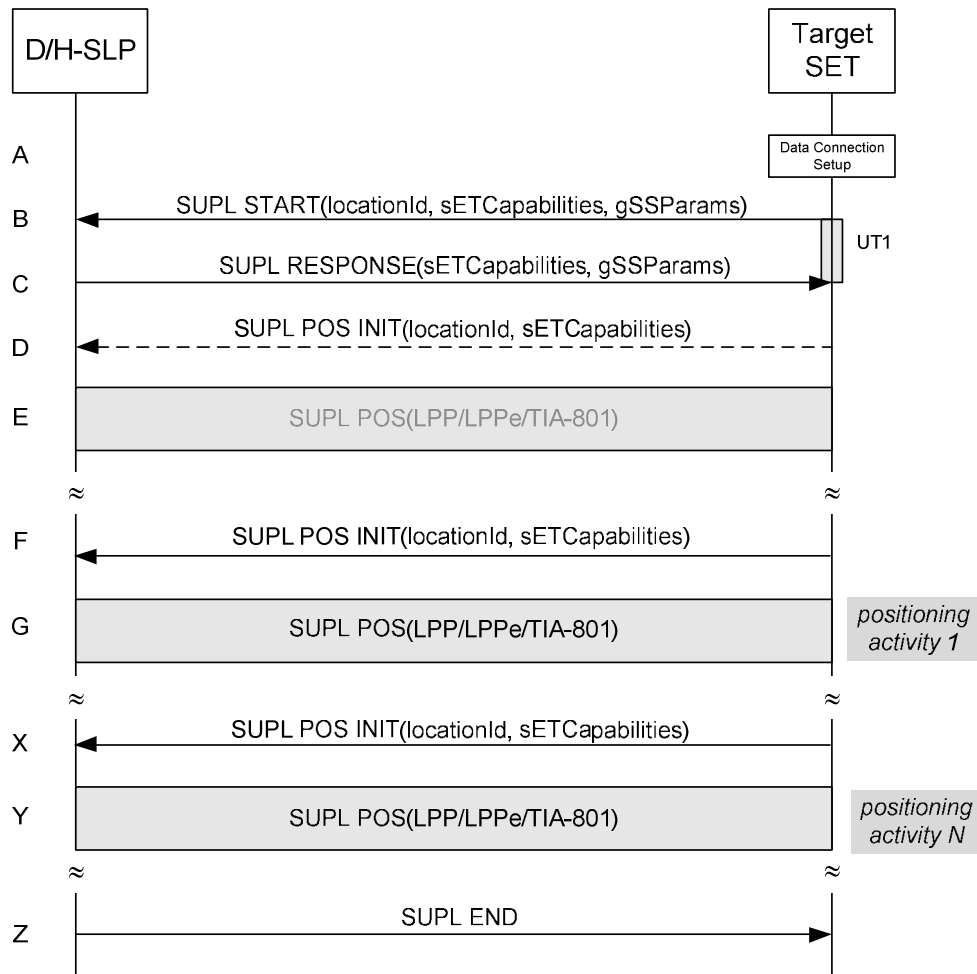 D/H-SLP
Target
SET
A
Data Connection
Setup
B
SUPL START(locationId, sETCapabilities, gSSParams)
UT1
C
SUPL RESPONSE(sETCapabilities, gSSParams)
D
SUPL POS INIT(locationId, sETCapabilities)
E
SUPL POS(LPP/LPPe/TIA-801)
≈ ≈
F
SUPL POS INIT(locationId, sETCapabilities)
G
SUPL POS(LPP/LPPe/TIA-801)
positioning
activity 1
≈ ≈
X
SUPL POS INIT(locationId, sETCapabilities)
Y
SUPL POS(LPP/LPPe/TIA-801)
positioning
activity N
≈ ≈
Z
SUPL END